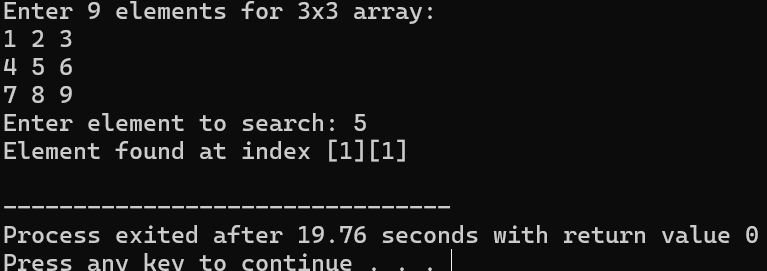 Enter 9 elements for 3x3 array:
1 2 3
4 5 6
7 8 9
Enter element to search: 5
Element found at index [1][1]
--------------------------------
Process exited after 19.76 seconds with return value 0
Press any key to continue . . .